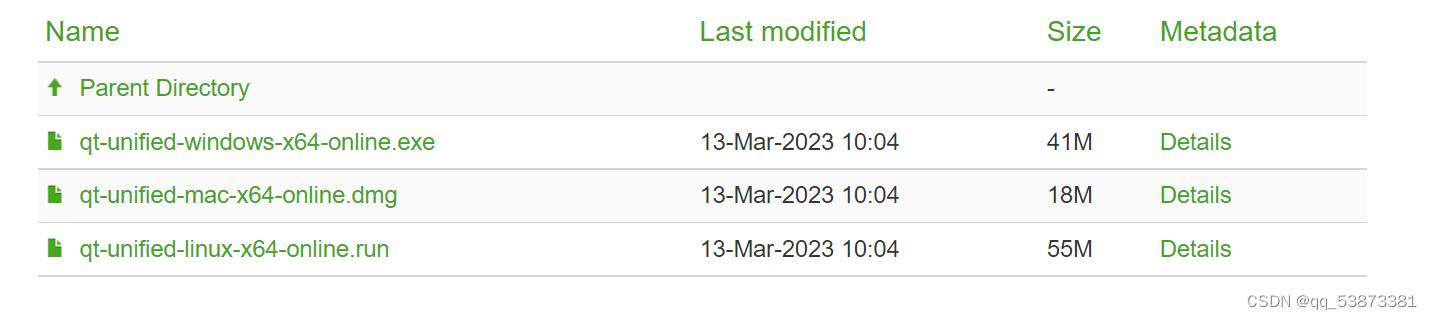 Name Last modified Size Metadata
Parent Directory -
qt-unified-windows-x64-online.exe 13-Mar-2023 10:04 41M Details
qt-unified-mac-x64-online.dmg 13-Mar-2023 10:04 18M Details
qt-unified-linux-x64-online.run 13-Mar-2023 10:04 55M Details
CSDN @qq_53873381